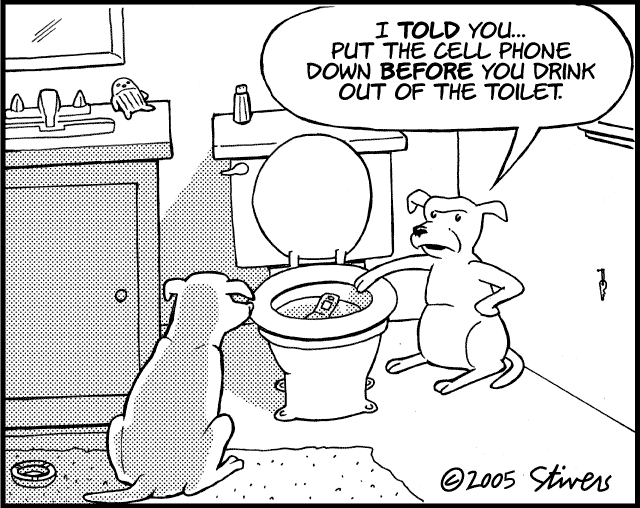 I TOLD YOU...
PUT THE CELL PHONE
DOWN BEFORE YOU DRINK
OUT OF THE TOILET.
©2005 Stivers